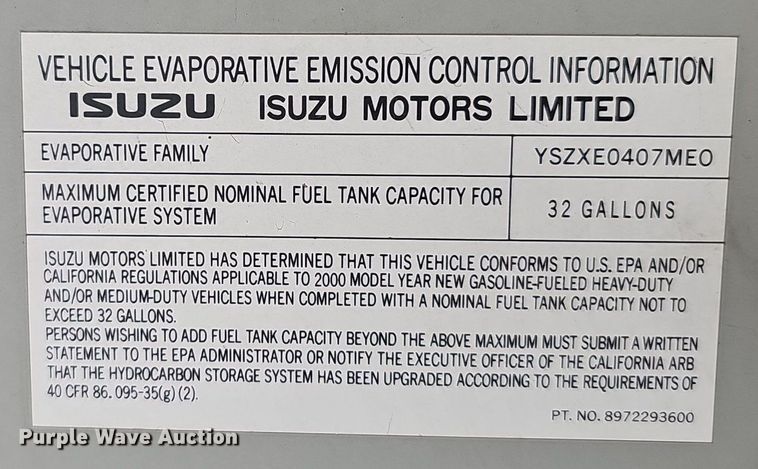 VEHICLE EVAPORATIVE EMISSION CONTROL INFORMATION
ISUZU ISUZU MOTORS LIMITED
EVAPORATIVE FAMILY YSZXE0407MEO
MAXIMUM CERTIFIED NOMINAL FUEL TANK CAPACITY FOR
EVAPORATIVE SYSTEM 32 GALLONS
ISUZU MOTORS LIMITED HAS DETERMINED THAT THIS VEHICLE CONFORMS TO U.S. EPA AND/OR
CALIFORNIA REGULATIONS APPLICABLE TO 2000 MODEL YEAR NEW GASOLINE-FUELED HEAVY-DUTY
AND/OR MEDIUM-DUTY VEHICLES WHEN COMPLETED WITH A NOMINAL FUEL TANK CAPACITY NOT TO
EXCEED 32 GALLONS.
PERSONS WISHING TO ADD FUEL TANK CAPACITY BEYOND THE ABOVE MAXIMUM MUST SUBMIT A WRITTEN
STATEMENT TO THE EPA ADMINISTRATOR OR NOTIFY THE EXECUTIVE OFFICER OF THE CALIFORNIA ARB
THAT THE HYDROCARBON STORAGE SYSTEM HAS BEEN UPGRADED ACCORDING TO THE REQUIREMENTS OF
40 CFR 86. 095-35(g) (2).
PT. NO. 8972293600
Purple Wave Auction